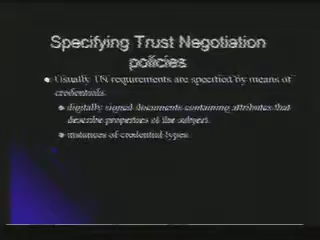 Specifying Trust Negotiation
policies
Usually TN requirements are specified by means of
credentials.
digitally signed documents containing attributes that
describe properties of the subject.
instances of credential types